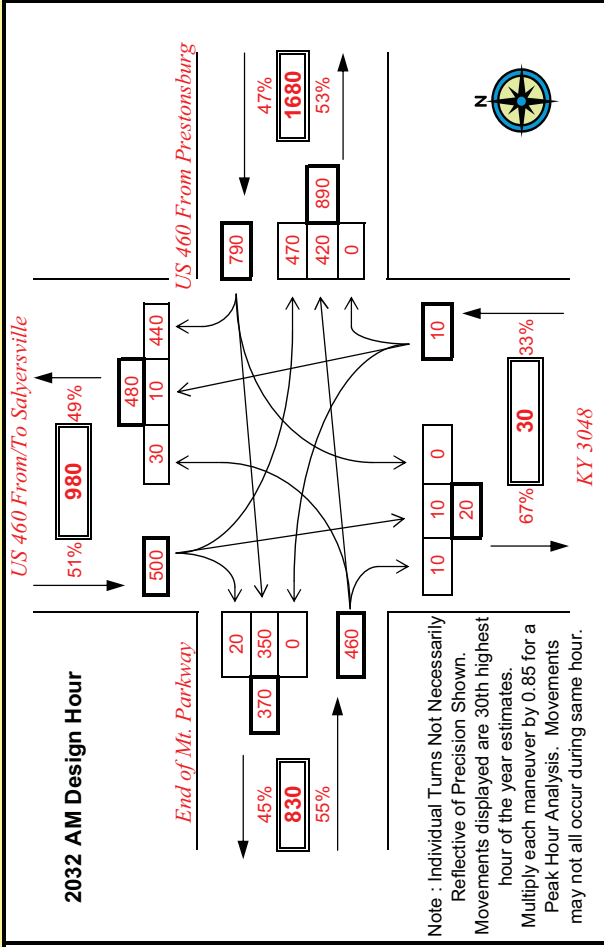 2032 AM Design Hour
US 460 From/To Salyersville
51%
980
49%
500
480
30
10
440
US 460 From Prestonsburg
47%
1680
53%
790
470
420
0
890
N
End of Mt. Parkway
45%
830
55%
370
20
350
0
460
10
10
0
20
67%
30
33%
10
KY 3048
Note : Individual Turns Not Necessarily
Reflective of Precision Shown.
Movements displayed are 30th highest
hour of the year estimates.
Multiply each maneuver by 0.85 for a
Peak Hour Analysis. Movements
may not all occur during same hour.